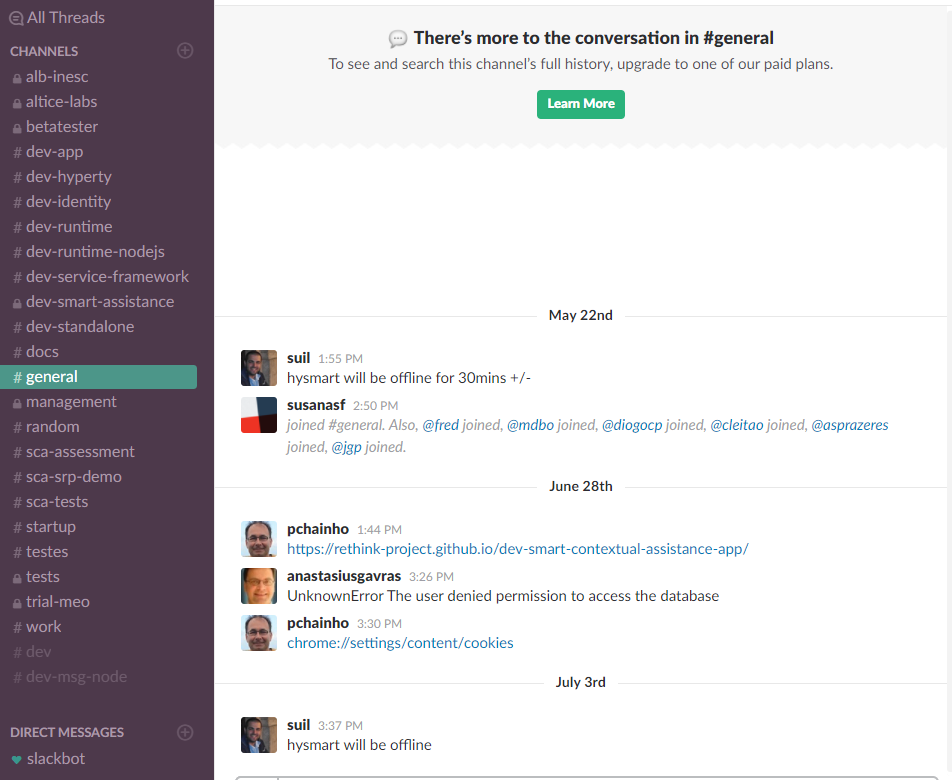 All Threads
CHANNELS
alb-inesc
altice-labs
betatester
# dev-app
# dev-hyperty
# dev-identity
# dev-runtime
# dev-runtime-nodejs
# dev-service-framework
dev-smart-assistance
# dev-standalone
# docs
# general
management
# random
# sca-assessment
# sca-srp-demo
# sca-tests
# startup
# testes
tests
trial-meo
# work
# dev
# dev-msg-node
DIRECT MESSAGES
slackbot
There's more to the conversation in #general
To see and search this channel's full history, upgrade to one of our paid plans.
Learn More
May 22nd
suil 1:55 PM
hysmart will be offline for 30mins +/-
susanasf 2:50 PM
joined #general. Also, @fred joined, @mdbo joined, @diogocp joined, @cleitao joined, @asprazeres
joined, @jgp joined.
June 28th
pchainho 1:44 PM
https://rethink-project.github.io/dev-smart-contextual-assistance-app/
anastasiusgavras 3:26 PM
UnknownError The user denied permission to access the database
pchainho 3:30 PM
chrome://settings/content/cookies
July 3rd
suil 3:37 PM
hysmart will be offline